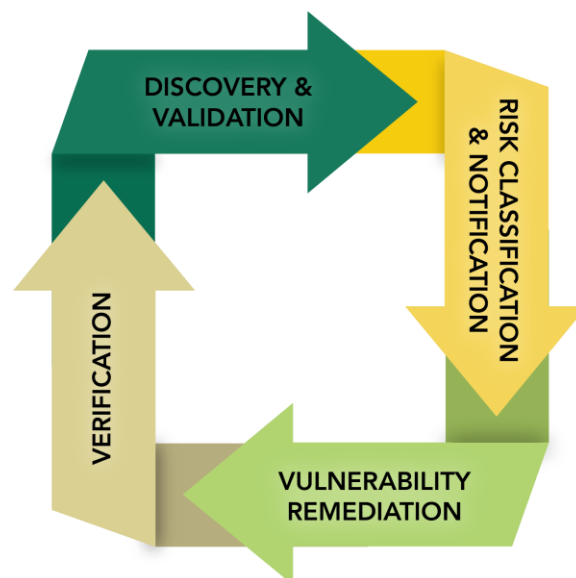 DISCOVERY &
VALIDATION
RISK CLASSIFICATION
& NOTIFICATION
VULNERABILITY
REMEDIATION
VERIFICATION